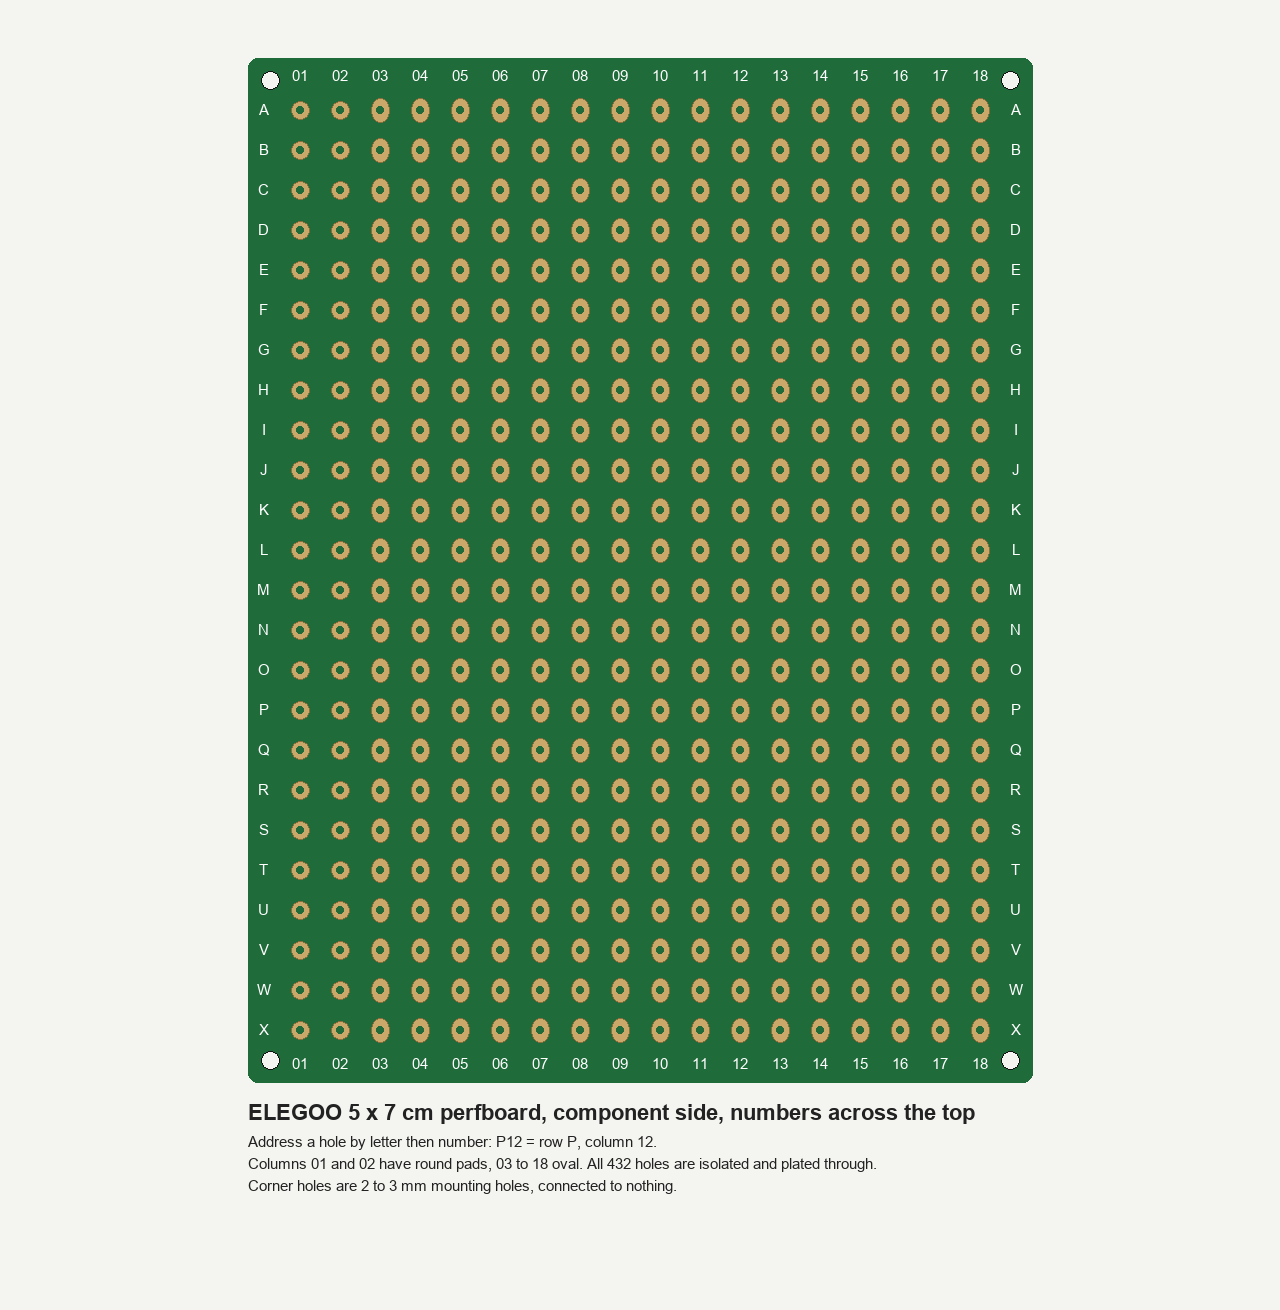 01 02 03 04 05 06 07 08 09 10 11 12 13 14 15 16 17 18
A A
B B
C C
D D
E E
F F
G G
H H
I I
J J
K K
L L
M M
N N
O O
P P
Q Q
R R
S S
T T
U U
V V
W W
X X
01 02 03 04 05 06 07 08 09 10 11 12 13 14 15 16 17 18
ELEGOO 5 x 7 cm perfboard, component side, numbers across the top
Address a hole by letter then number: P12 = row P, column 12.
Columns 01 and 02 have round pads, 03 to 18 oval. All 432 holes are isolated and plated through.
Corner holes are 2 to 3 mm mounting holes, connected to nothing.